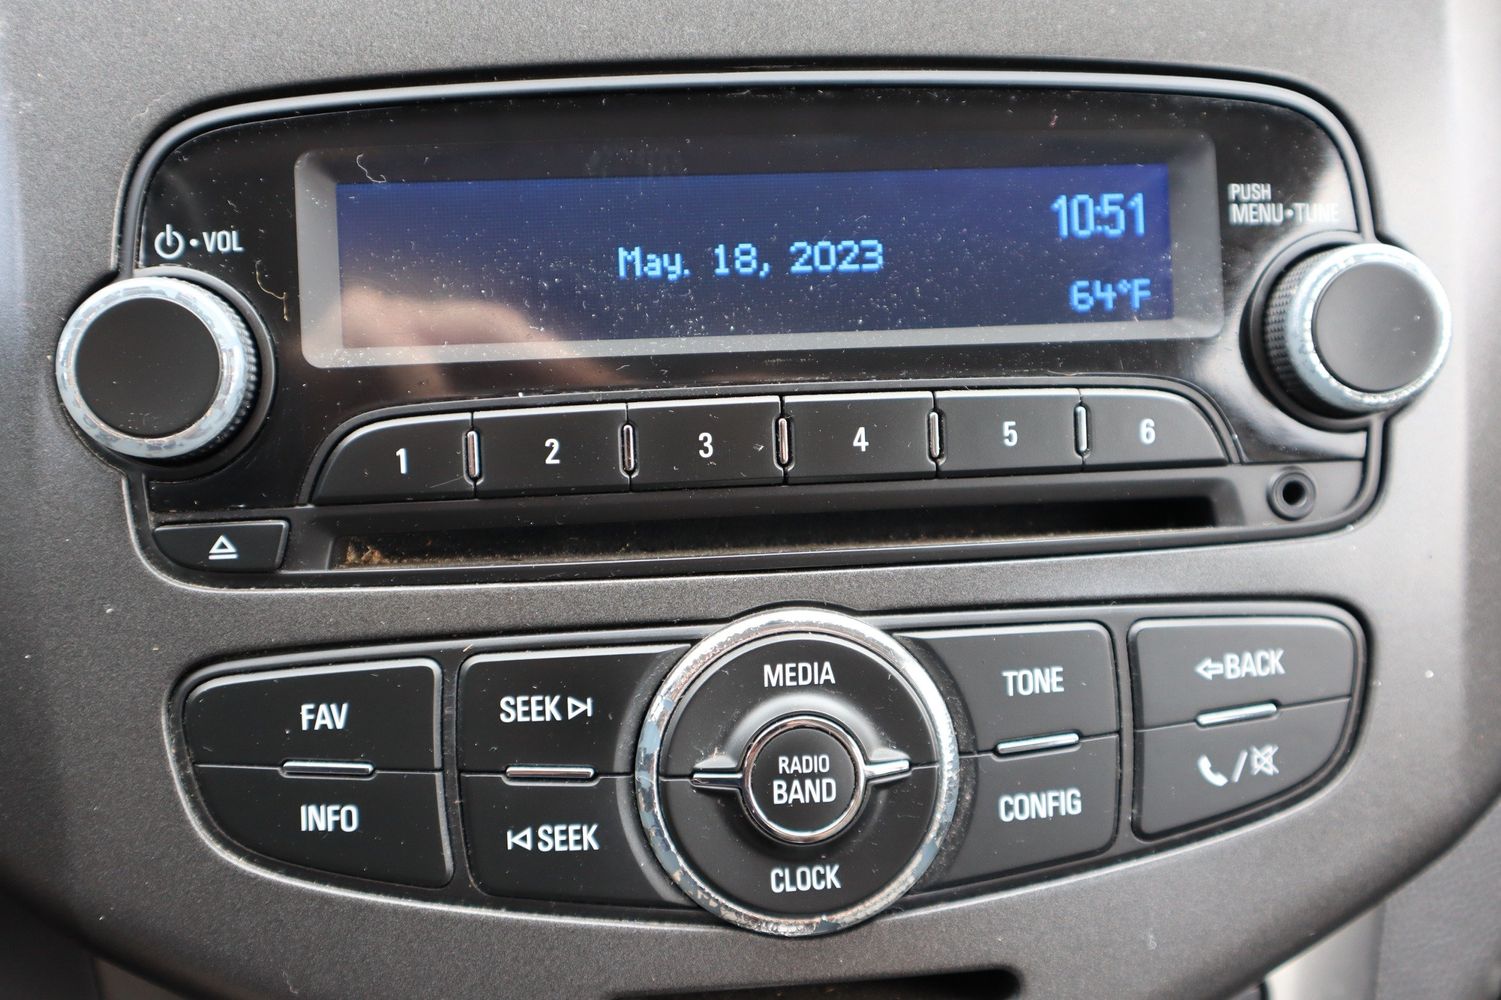 10:51
May. 18, 2023
64°F
PUSH
MENU•TUNE
•VOL
1 2 3 4 5 6
FAV
INFO
SEEK
SEEK
MEDIA
RADIO
BAND
CLOCK
TONE
CONFIG
BACK
/